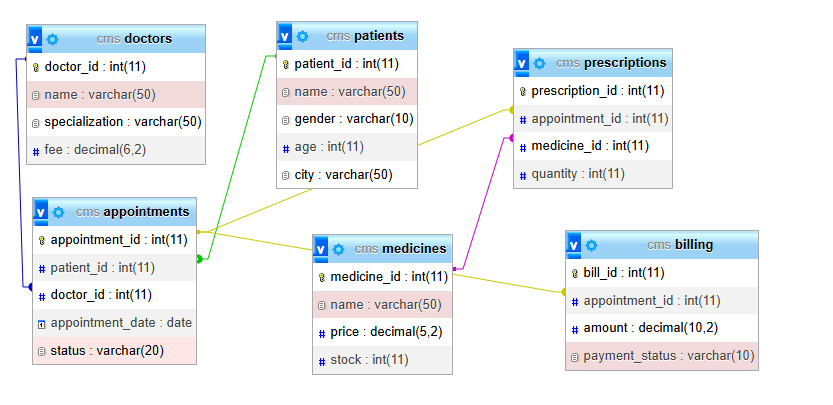 v cms doctors
doctor_id : int(11)
name : varchar(50)
specialization : varchar(50)
# fee : decimal(6,2)
v cms patients
patient_id : int(11)
name : varchar(50)
gender : varchar(10)
# age : int(11)
city : varchar(50)
v cms prescriptions
prescription_id : int(11)
# appointment_id : int(11)
# medicine_id : int(11)
# quantity : int(11)
v cms appointments
appointment_id : int(11)
# patient_id : int(11)
# doctor_id : int(11)
appointment_date : date
status : varchar(20)
v cms medicines
medicine_id : int(11)
name : varchar(50)
# price : decimal(5,2)
# stock : int(11)
v cms billing
bill_id : int(11)
# appointment_id : int(11)
# amount : decimal(10,2)
payment_status : varchar(10)